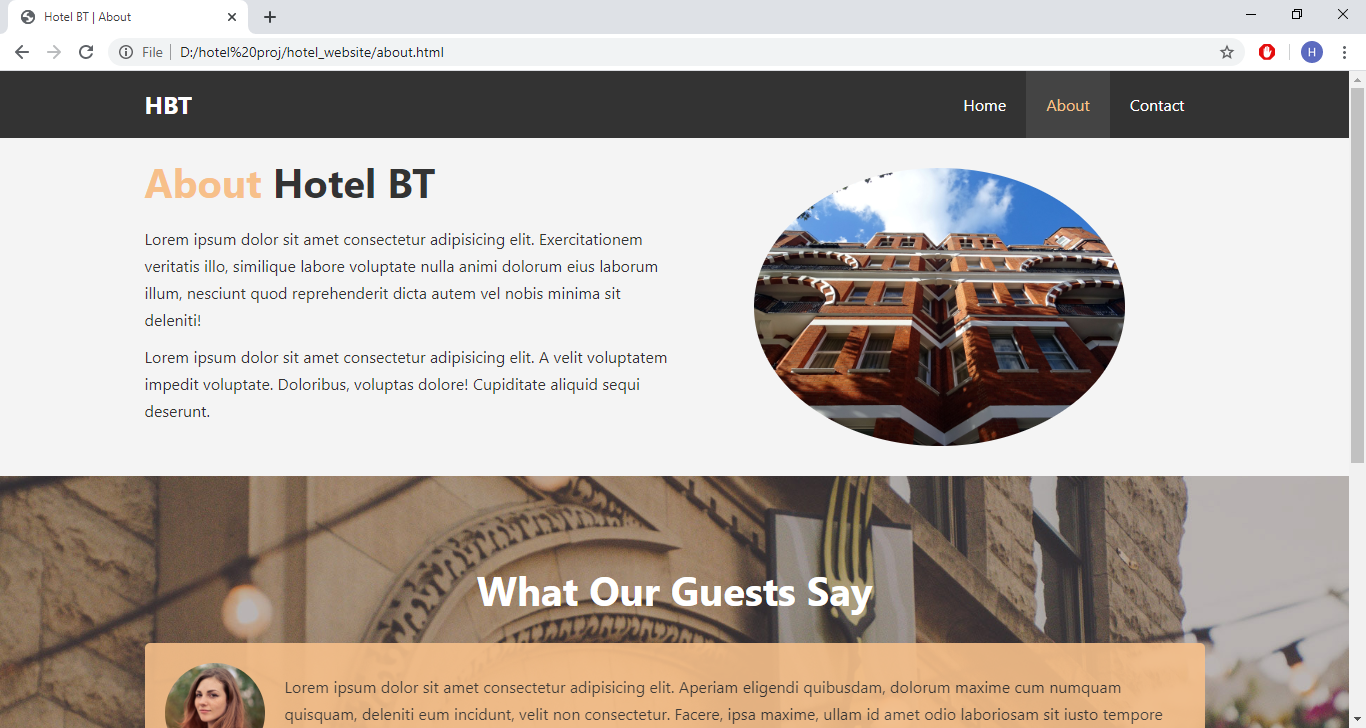 Hotel BT | About
File | D:/hotel%20proj/hotel_website/about.html
H
HBT
Home
About
Contact
About Hotel BT
Lorem ipsum dolor sit amet consectetur adipisicing elit. Exercitationem
veritatis illo, similique labore voluptate nulla animi dolorum eius laborum
illum, nesciunt quod reprehenderit dicta autem vel nobis minima sit
deleniti!
Lorem ipsum dolor sit amet consectetur adipisicing elit. A velit voluptatem
impedit voluptate. Doloribus, voluptas dolore! Cupiditate aliquid sequi
deserunt.
What Our Guests Say
Lorem ipsum dolor sit amet consectetur adipisicing elit. Aperiam eligendi quibusdam, dolorum maxime cum numquam
quisquam, deleniti eum incidunt, velit non consectetur. Facere, ipsa maxime, ullam id amet odio laboriosam sit iusto tempore